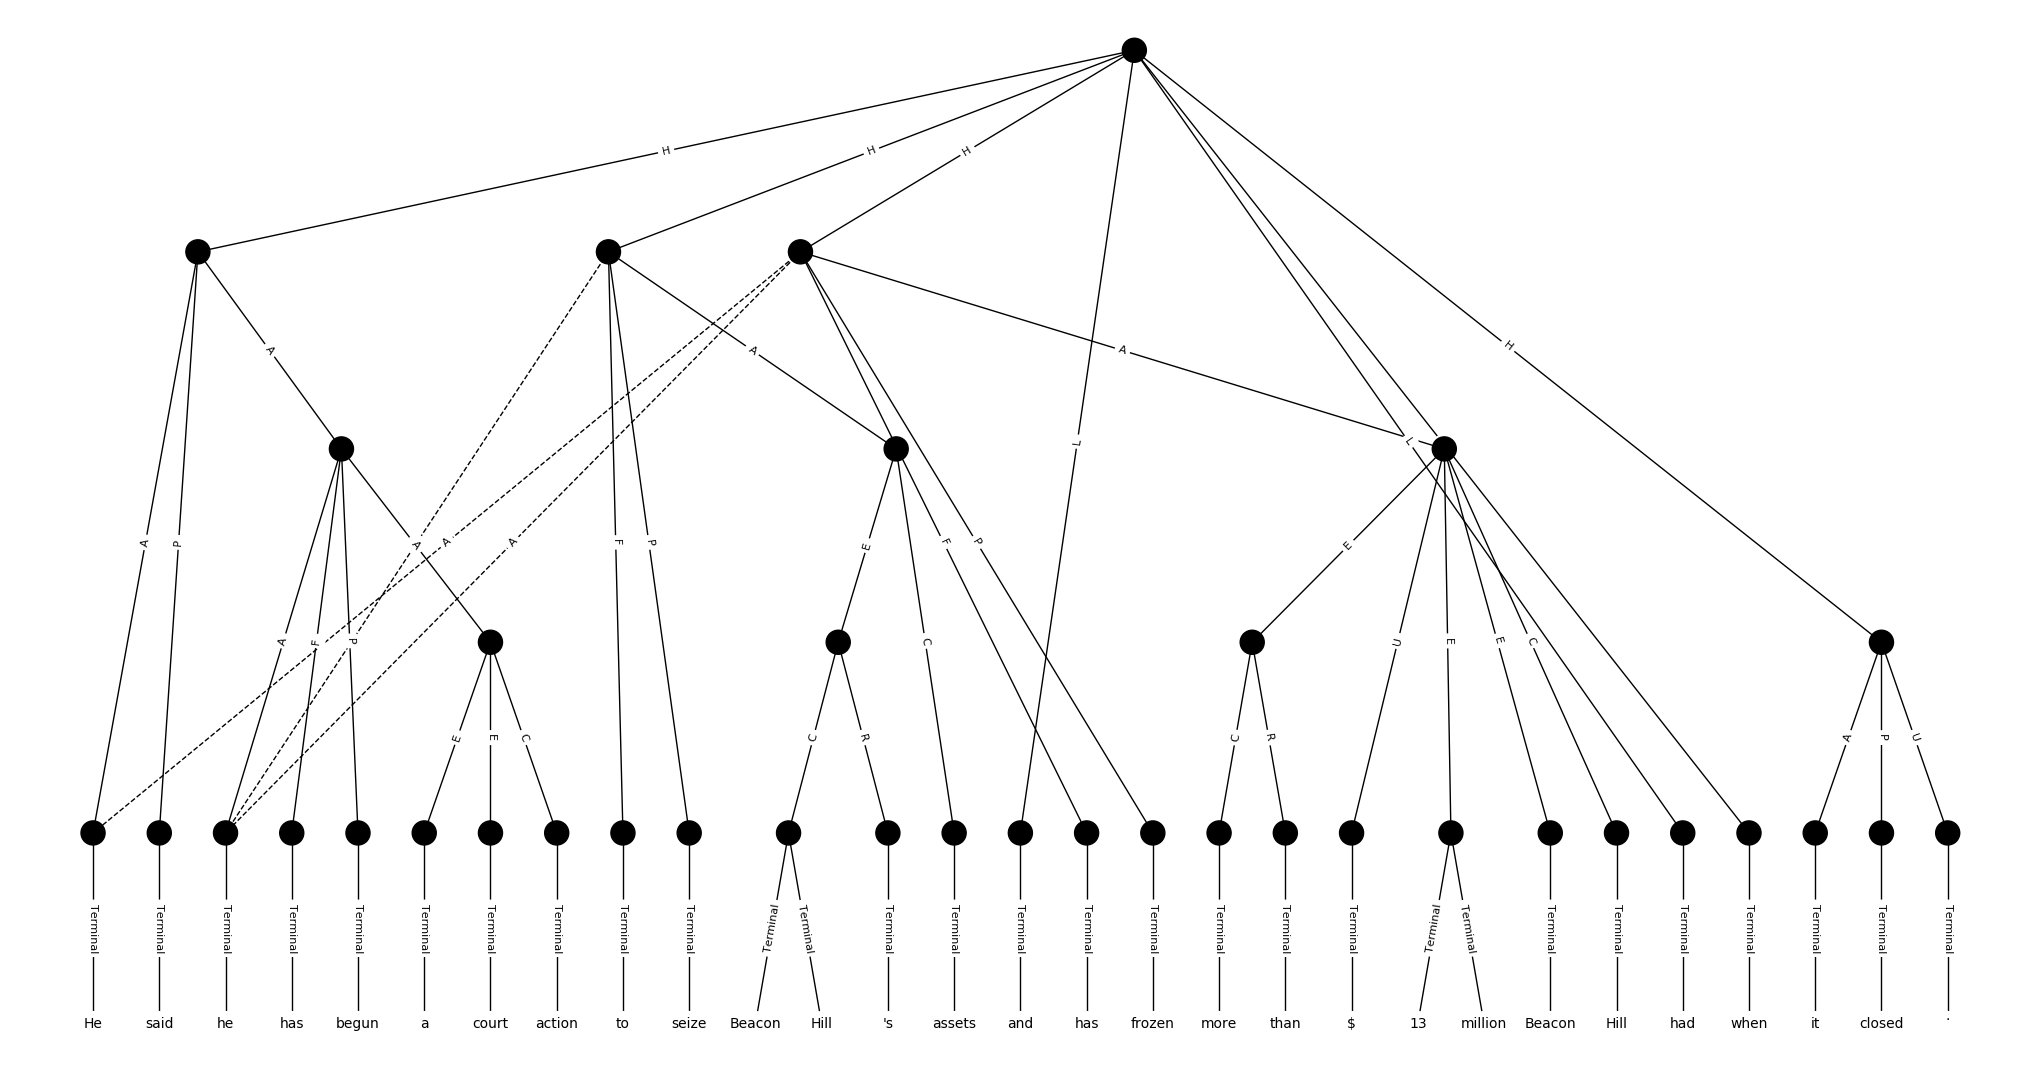 H H H
A A A H
L L
A P A A A F P E F P E
A F P C U E E C
E E C C R C R A P U
Terminal Terminal Terminal Terminal Terminal Terminal Terminal Terminal Terminal Terminal Terminal Terminal Terminal Terminal Terminal Terminal Terminal Terminal Terminal Terminal Terminal Terminal Terminal Terminal Terminal Terminal Terminal Terminal Terminal
He said he has begun a court action to seize Beacon Hill 's assets and has frozen more than $ 13 million Beacon Hill had when it closed .